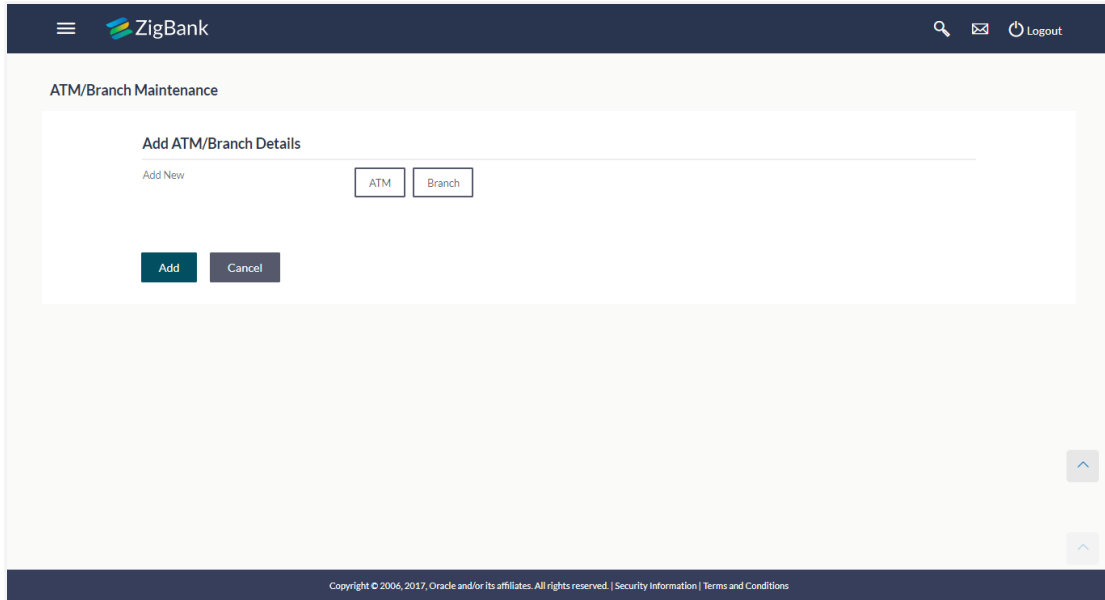 ZigBank
Logout
ATM/Branch Maintenance
Add ATM/Branch Details
Add New
ATM
Branch
Add
Cancel
Copyright © 2006, 2017, Oracle and/or its affiliates. All rights reserved. | Security Information | Terms and Conditions